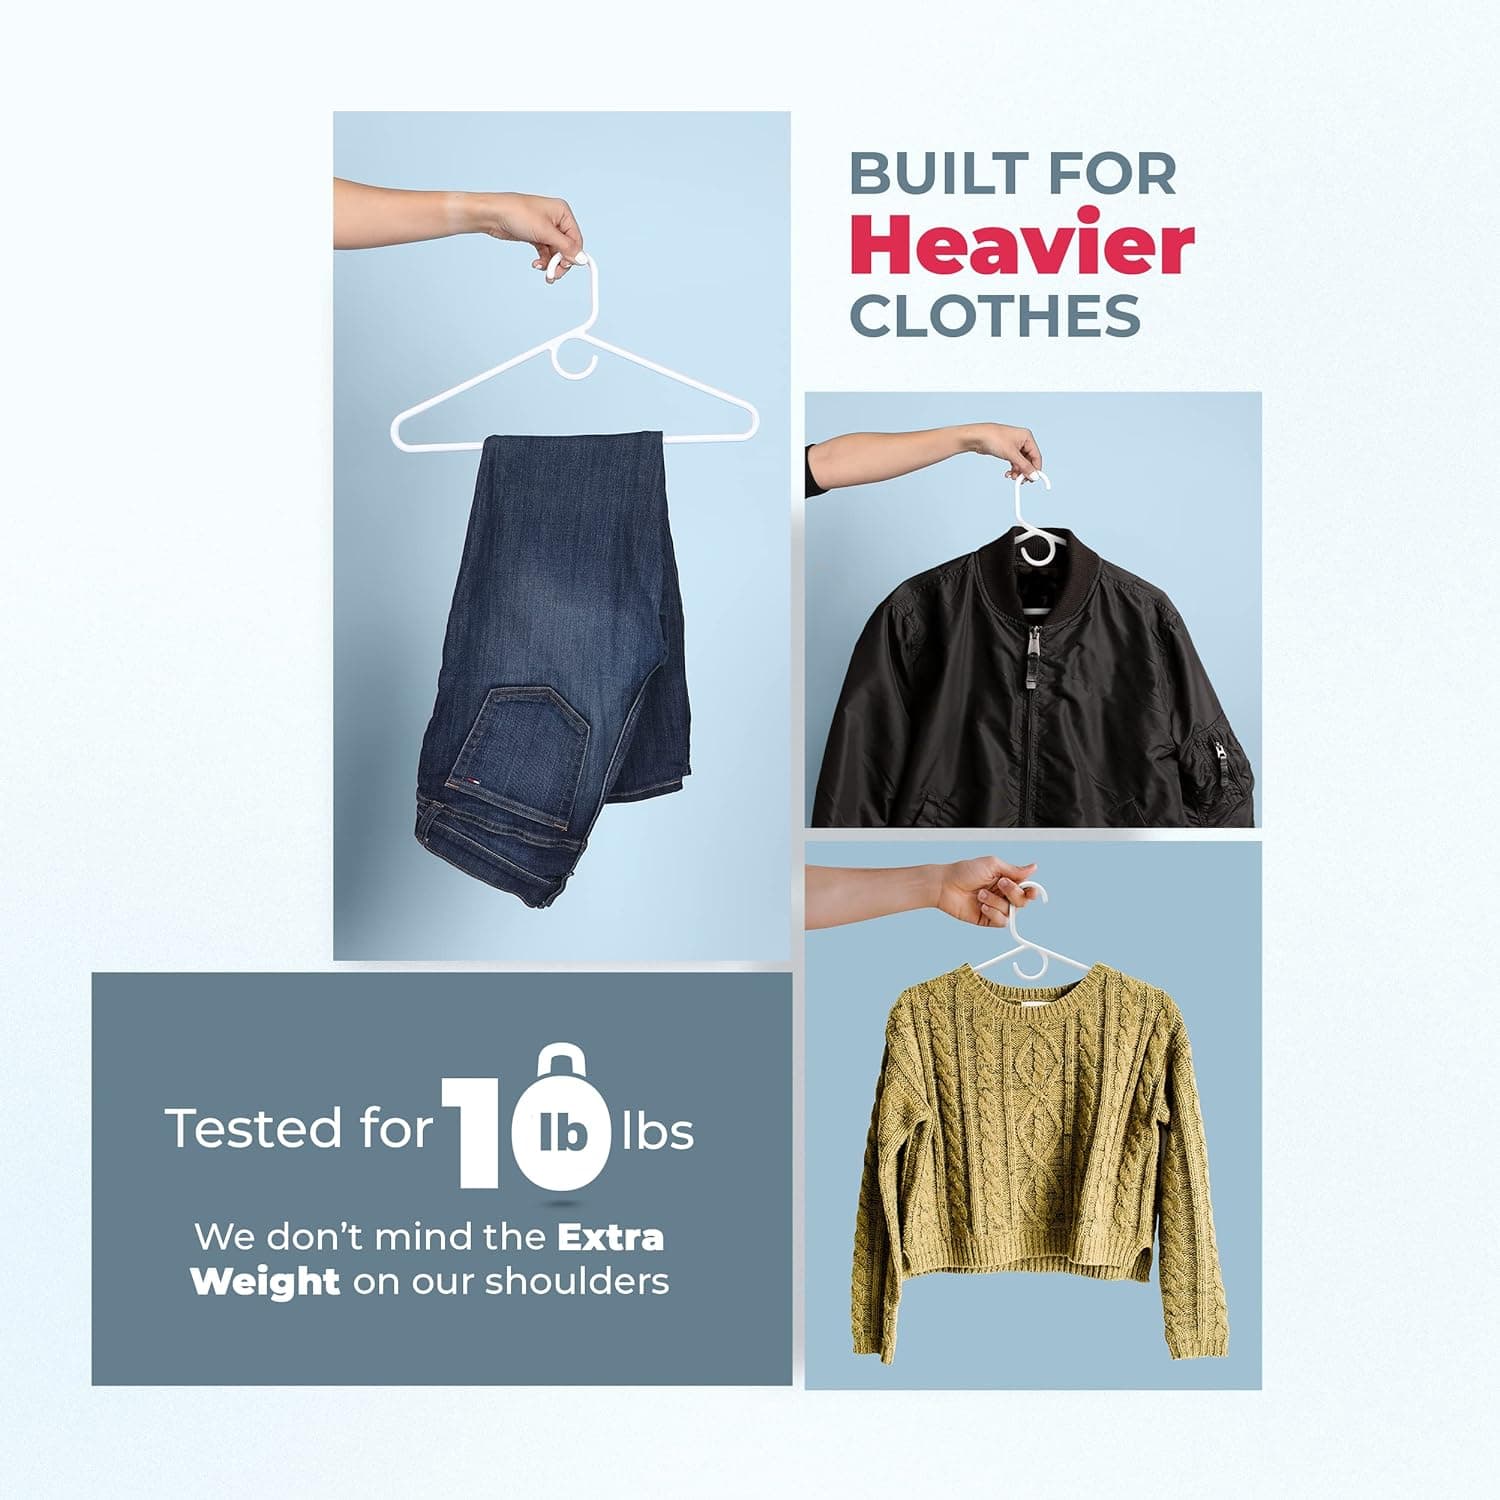 BUILT FOR
Heavier
CLOTHES
Tested for 10 lbs
lb
We don't mind the Extra
Weight on our shoulders